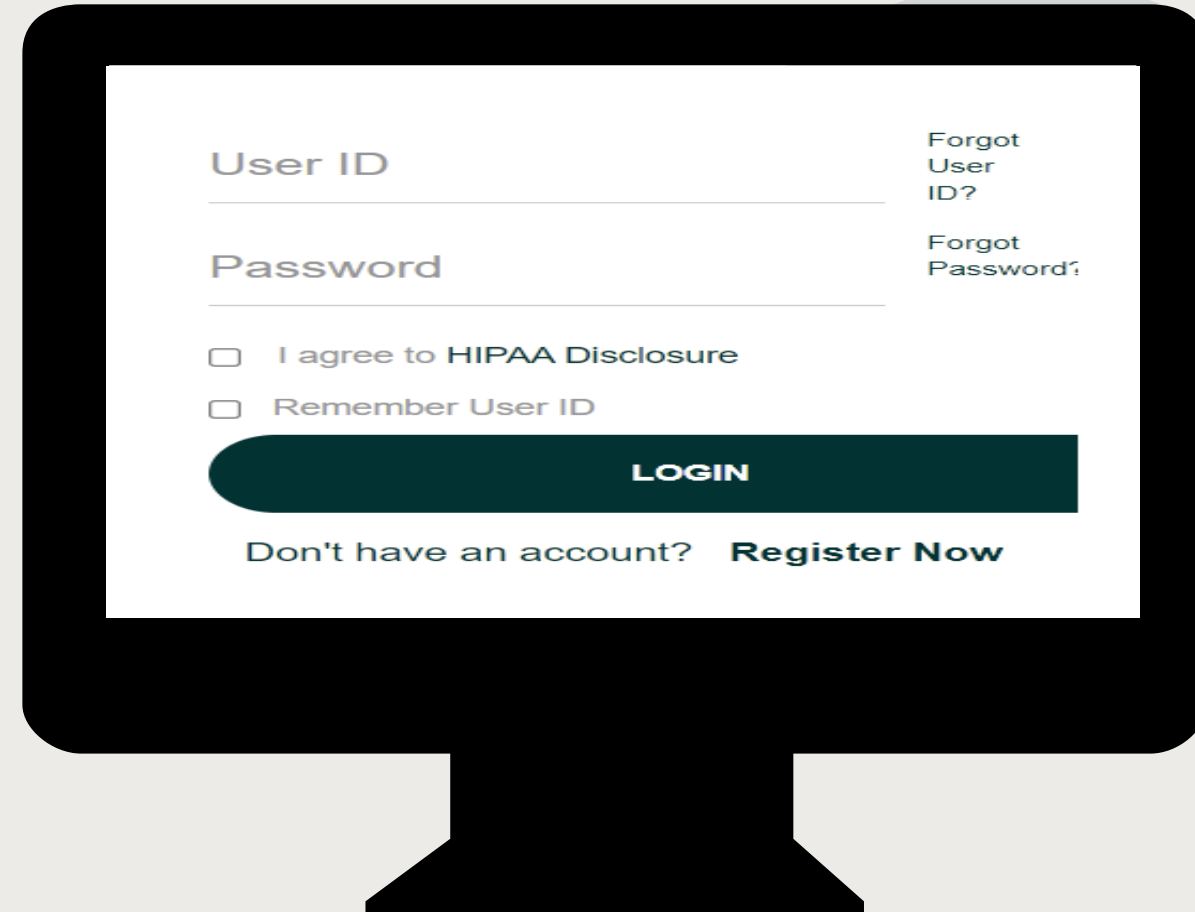 User ID
Forgot
User
ID?
Password
Forgot
Password?
I agree to HIPAA Disclosure
Remember User ID
LOGIN
Don't have an account? Register Now